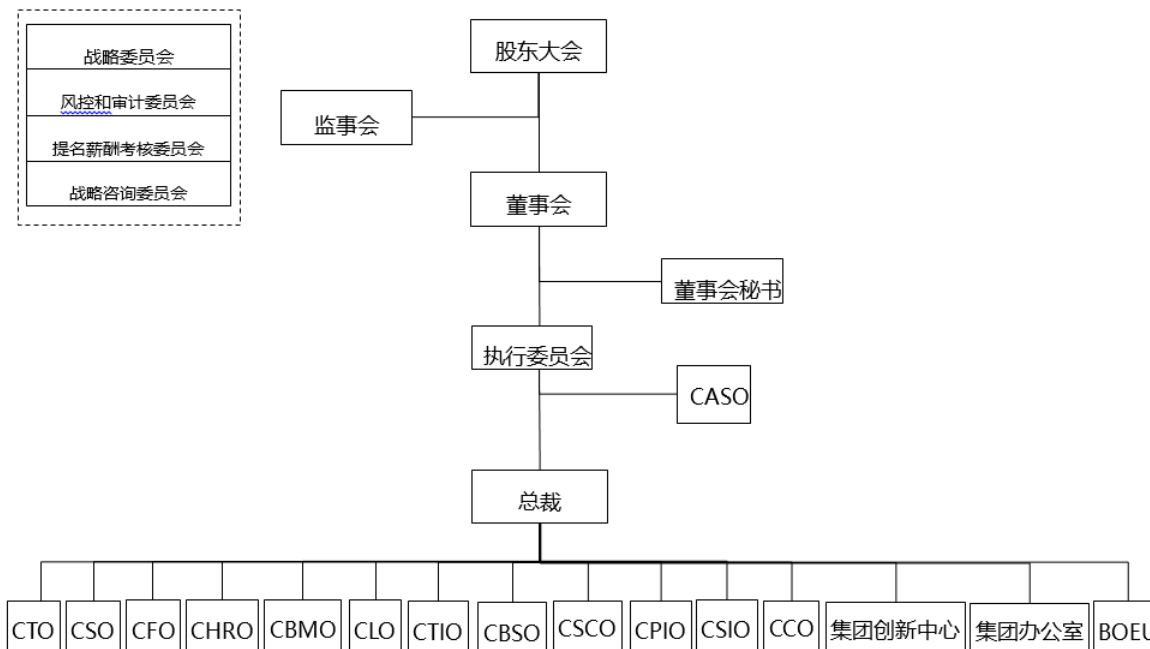 股东大会
战略委员会
风控和审计委员会
提名薪酬考核委员会
战略咨询委员会
监事会
董事会
董事会秘书
执行委员会
CASO
总裁
CTO
CSO
CFO
CHRO
CBMO
CLO
CTIO
CBSO
CSCO
CPIO
CSIO
CCO
集团创新中心
集团办公室
BOEU